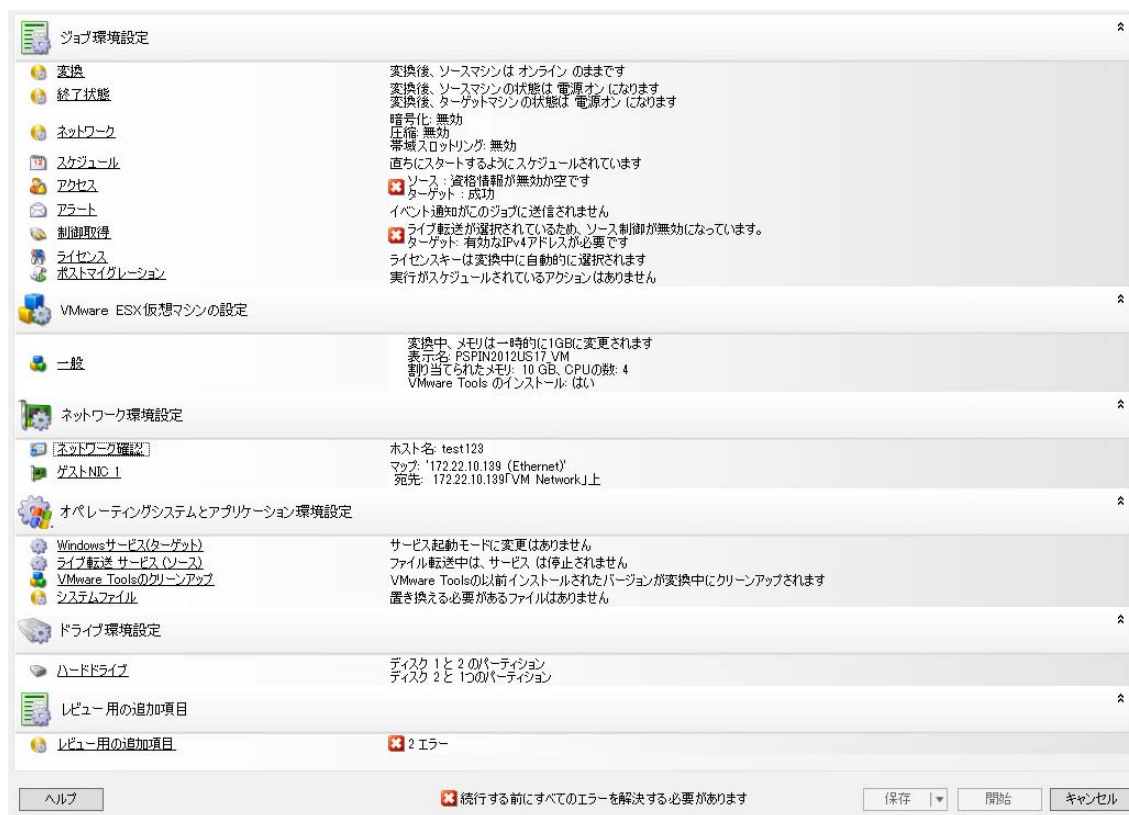 ジョブ環境設定
変換
変換後、ソースマシンは オンライン のままです
終了状態
変換後、ソースマシンの状態は 電源オン になります
変換後、ターゲットマシンの状態は 電源オン になります
ネットワーク
暗号化: 無効
圧縮: 無効
帯域スロットリング: 無効
スケジュール
直ちにスタートするようにスケジュールされています
アクセス
ソース : 資格情報が無効か空です
ターゲット : 成功
アラート
イベント通知がこのジョブに送信されません
制御取得
ライブ転送が選択されているため、ソース制御が無効になっています。
ターゲット: 有効なIPv4アドレスが必要です
ライセンス
ライセンスキーは変換中に自動的に選択されます
ポストマイグレーション
実行がスケジュールされているアクションはありません
VMware ESX仮想マシンの設定
一般
変換中、メモリは一時的に1GBに変更されます
表示名: PSPIN2012US17_VM
割り当てられたメモリ: 10 GB、CPUの数: 4
VMware Tools のインストール: はい
ネットワーク環境設定
ネットワーク確認
ホスト名: test123
ゲストNIC 1
マップ: '172.22.10.139 (Ethernet)'
宛先: 172.22.10.139「VM Network」上
オペレーティングシステムとアプリケーション環境設定
Windowsサービス(ターゲット)
サービス起動モードに変更はありません
ライブ転送 サービス (ソース)
ファイル転送中は、サービス は停止されません
VMware Toolsのクリーンアップ
VMware Toolsの以前インストールされたバージョンが変換中にクリーンアップされます
システムファイル
置き換える必要があるファイルはありません
ドライブ環境設定
ハードドライブ
ディスク 1 と 2 のパーティション
ディスク 2 と 1つのパーティション
レビュー用の追加項目
レビュー用の追加項目
2 エラー
ヘルプ
続行する前にすべてのエラーを解決する必要があります
保存
開始
キャンセル